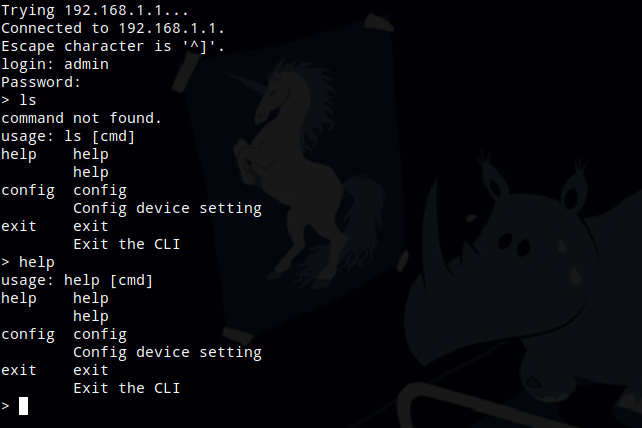 Trying 192.168.1.1...
Connected to 192.168.1.1.
Escape character is '^]'.
login: admin
Password:
> ls
command not found.
usage: ls [cmd]
help    help
        help
config  config
        Config device setting
exit    exit
        Exit the CLI
> help
usage: help [cmd]
help    help
        help
config  config
        Config device setting
exit    exit
        Exit the CLI
>